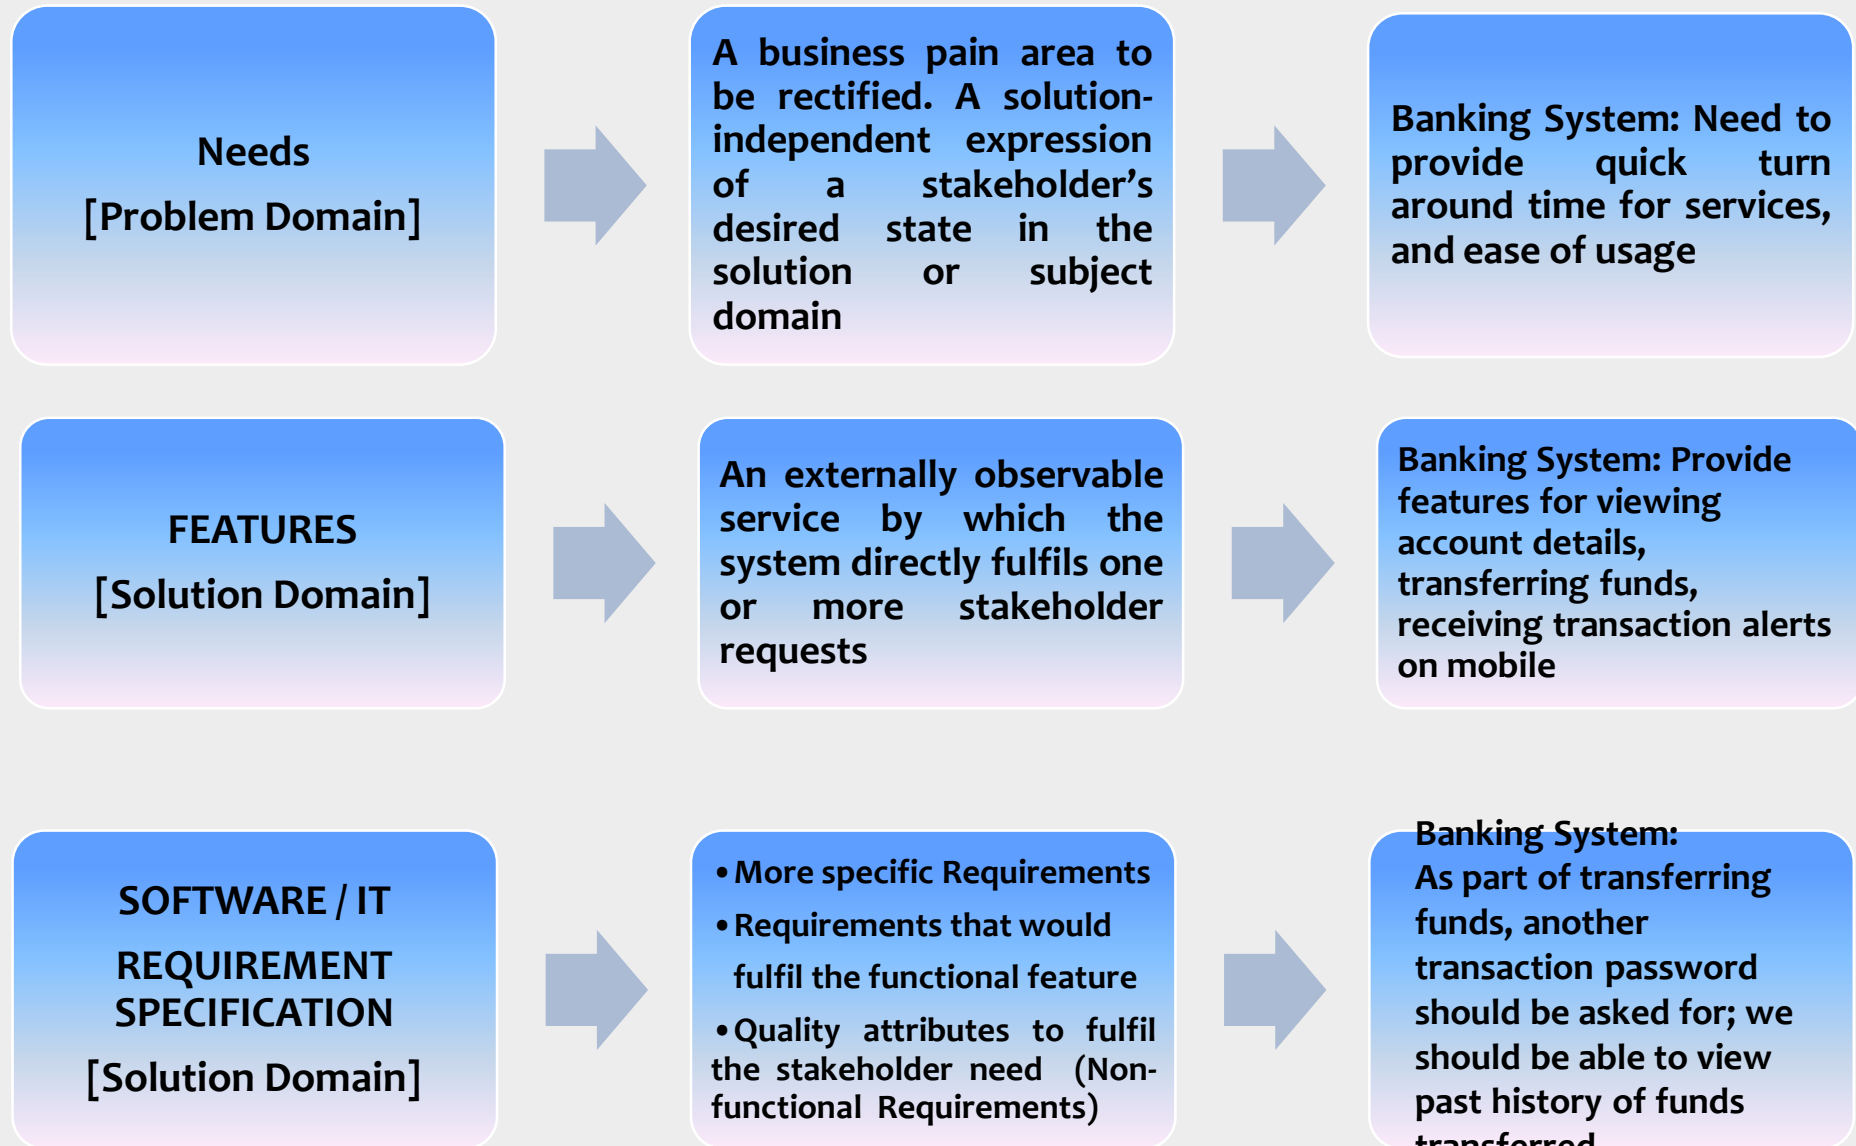 Needs
[Problem Domain]
A business pain area to
be rectified. A solution-
independent expression
of a stakeholder’s
desired state in the
solution or subject
domain
Banking System: Need to
provide quick turn
around time for services,
and ease of usage
FEATURES
[Solution Domain]
An externally observable
service by which the
system directly fulfils one
or more stakeholder
requests
Banking System: Provide
features for viewing
account details,
transferring funds,
receiving transaction alerts
on mobile
SOFTWARE / IT
REQUIREMENT
SPECIFICATION
[Solution Domain]
•More specific Requirements
•Requirements that would
fulfil the functional feature
•Quality attributes to fulfil
the stakeholder need (Non-
functional Requirements)
Banking System:
As part of transferring
funds, another
transaction password
should be asked for; we
should be able to view
past history of funds
transferred